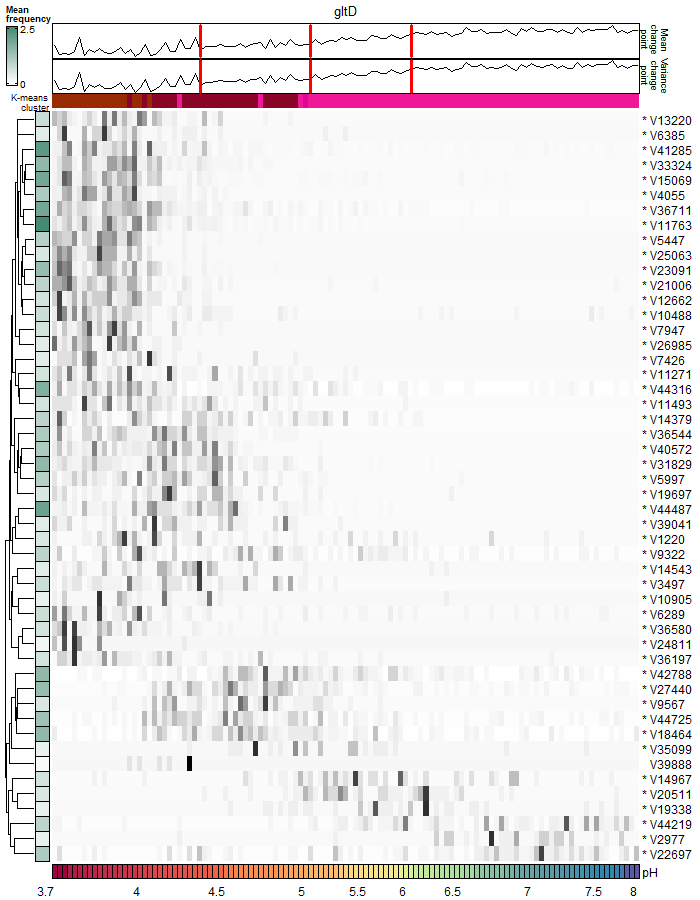 gltD
Mean
frequency
2.5
0
Mean
change
point
Variance
change
point
K-means
cluster
* V13220
* V6385
* V41285
* V33324
* V15069
* V4055
* V36711
* V11763
* V5447
* V25063
* V23091
* V21006
* V12662
* V10488
* V7947
* V26985
* V7426
* V11271
* V44316
* V11493
* V14379
* V36544
* V40572
* V31829
* V5997
* V19697
* V44487
* V39041
* V1220
* V9322
* V14543
* V3497
* V10905
* V6289
* V36580
* V24811
* V36197
* V42788
* V27440
* V9567
* V44725
* V18464
* V35099
V39888
* V14967
* V20511
* V19338
* V44219
* V2977
* V22697
pH
3.7 4 4.5 5 5.5 6 6.5 7 7.5 8